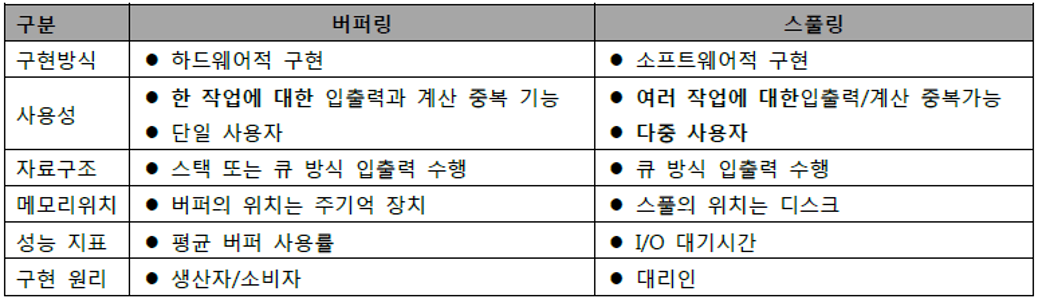 구분 버퍼링 스풀링
구현방식 ● 하드웨어적 구현 ● 소프트웨어적 구현
사용성 ● 한 작업에 대한 입출력과 계산 중복 기능 ● 여러 작업에 대한입출력/계산 중복가능
● 단일 사용자 ● 다중 사용자
자료구조 ● 스택 또는 큐 방식 입출력 수행 ● 큐 방식 입출력 수행
메모리위치 ● 버퍼의 위치는 주기억 장치 ● 스풀의 위치는 디스크
성능 지표 ● 평균 버퍼 사용률 ● I/O 대기시간
구현 원리 ● 생산자/소비자 ● 대리인